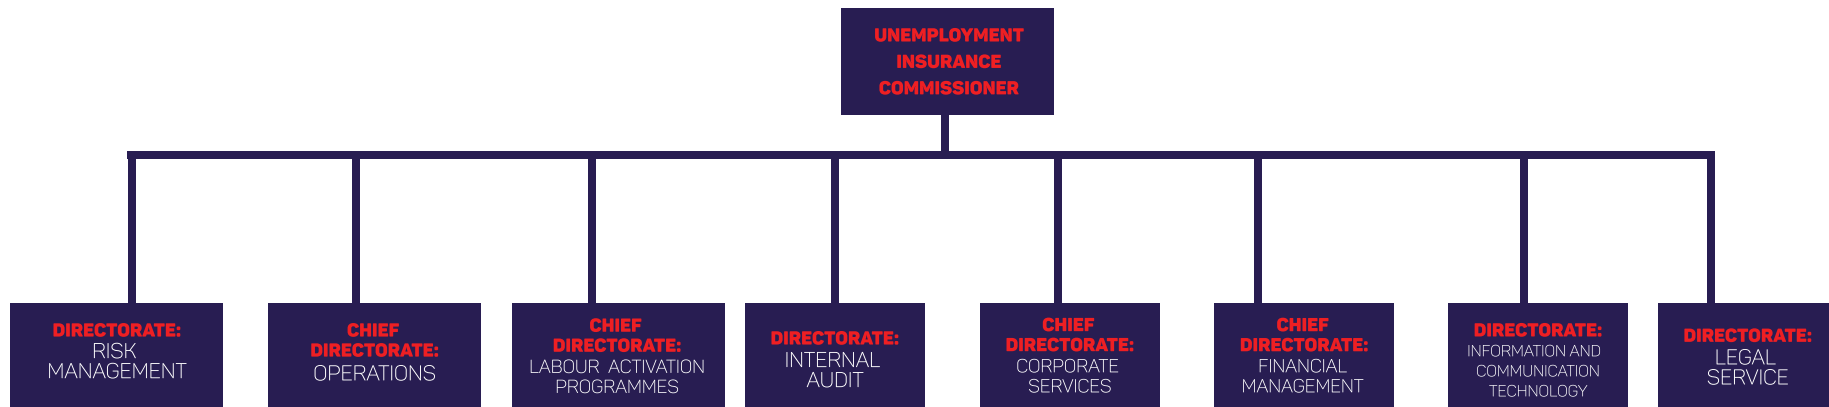 UNEMPLOYMENT
INSURANCE
COMMISSIONER
DIRECTORATE:
RISK
MANAGEMENT
CHIEF
DIRECTORATE:
OPERATIONS
CHIEF
DIRECTORATE:
LABOUR ACTIVATION
PROGRAMMES
DIRECTORATE:
INTERNAL
AUDIT
CHIEF
DIRECTORATE:
CORPORATE
SERVICES
CHIEF
DIRECTORATE:
FINANCIAL
MANAGEMENT
DIRECTORATE:
INFORMATION AND
COMMUNICATION
TECHNOLOGY
DIRECTORATE:
LEGAL
SERVICE